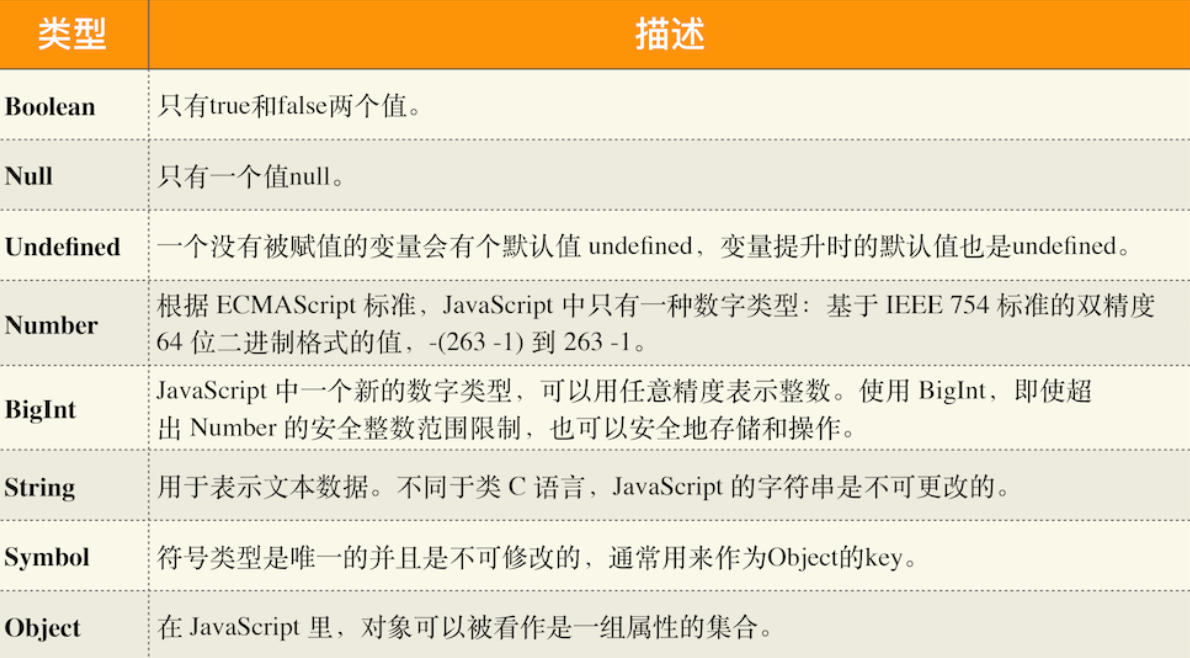 类型 描述
Boolean 只有true和false两个值。
Null 只有一个值null。
Undefined 一个没有被赋值的变量会有个默认值 undefined，变量提升时的默认值也是undefined。
Number 根据 ECMAScript 标准，JavaScript 中只有一种数字类型：基于 IEEE 754 标准的双精度
64 位二进制格式的值，-(263 -1) 到 263 -1。
BigInt JavaScript 中一个新的数字类型，可以用任意精度表示整数。使用 BigInt，即使超
出 Number 的安全整数范围限制，也可以安全地存储和操作。
String 用于表示文本数据。不同于类 C 语言，JavaScript 的字符串是不可更改的。
Symbol 符号类型是唯一的并且是不可修改的，通常用来作为Object的key。
Object 在 JavaScript 里，对象可以被看作是一组属性的集合。